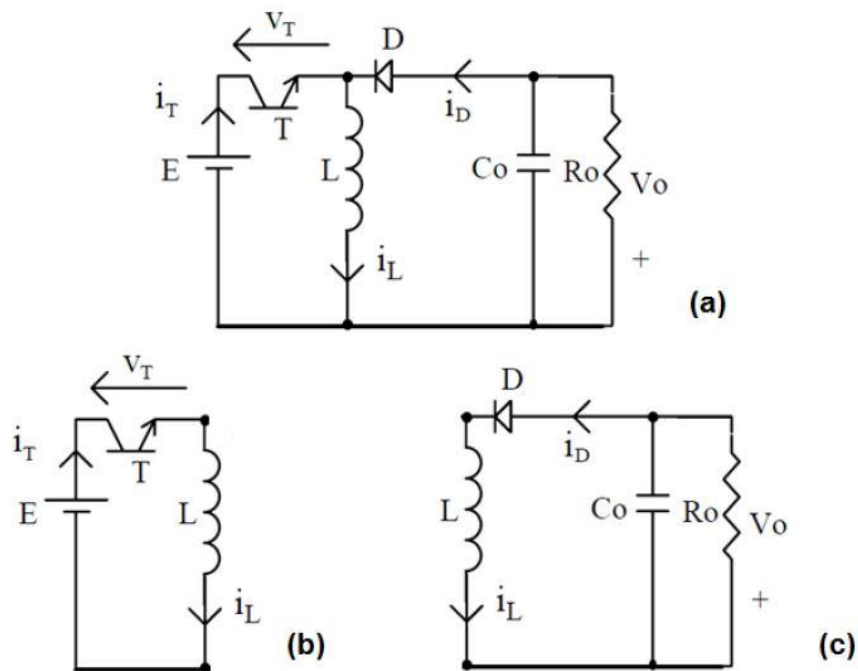 v_T
D
i_T
T
i_D
E
L
Co
Ro
Vo
i_L
+
(a)
v_T
i_T
T
E
L
i_L
(b)
D
i_D
L
Co
Ro
Vo
i_L
+
(c)